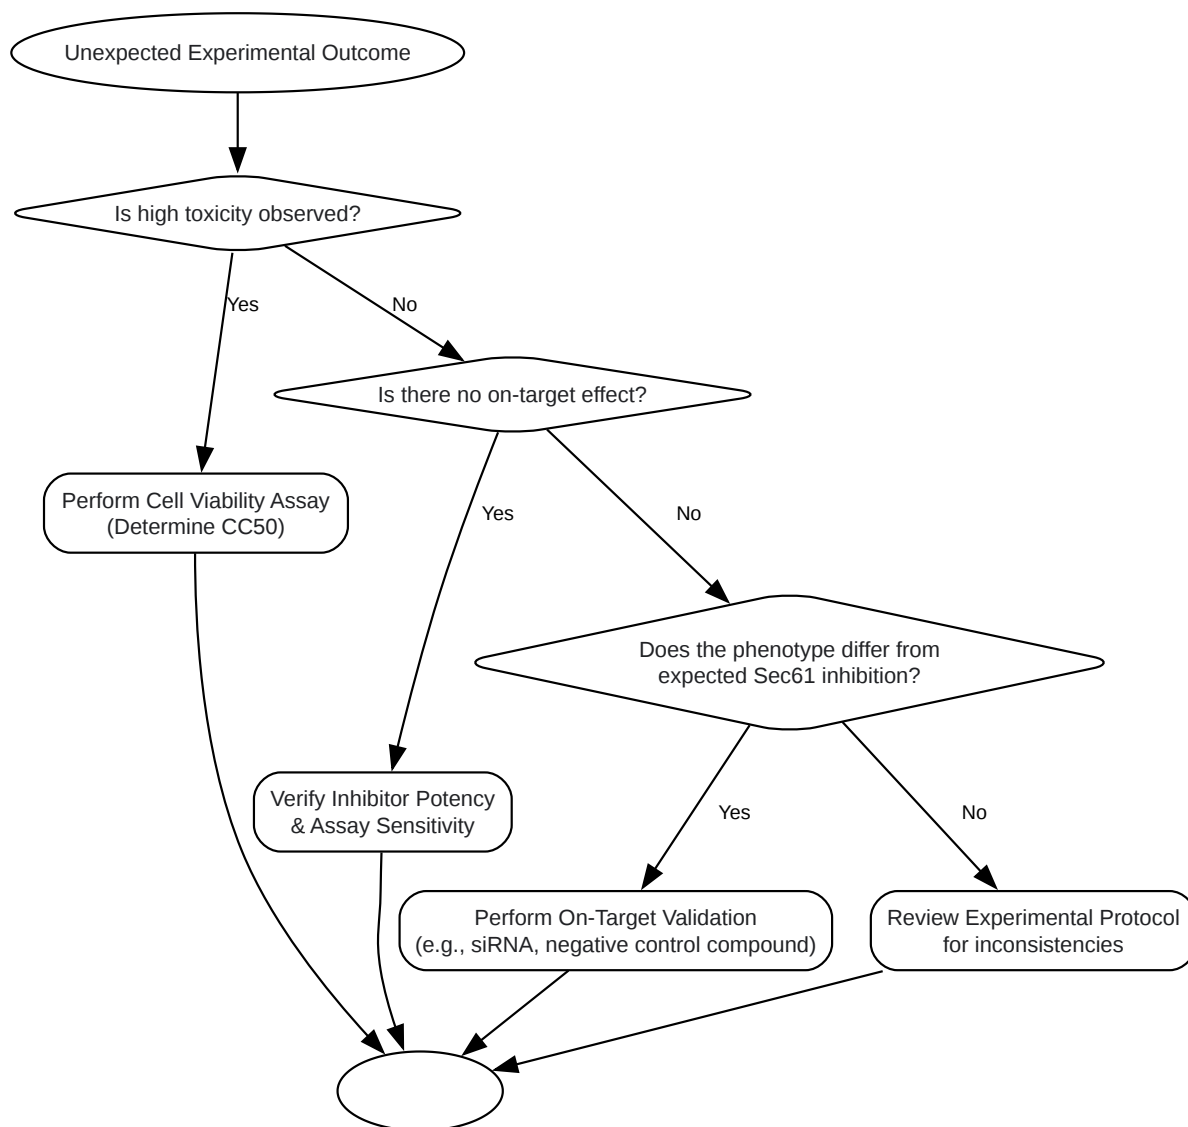 Unexpected Experimental Outcome
Is high toxicity observed?
Yes
No
Is there no on-target effect?
Perform Cell Viability Assay
(Determine CC50)
Yes
No
Does the phenotype differ from
expected Sec61 inhibition?
Verify Inhibitor Potency
& Assay Sensitivity
Yes
No
Perform On-Target Validation
(e.g., siRNA, negative control compound)
Review Experimental Protocol
for inconsistencies